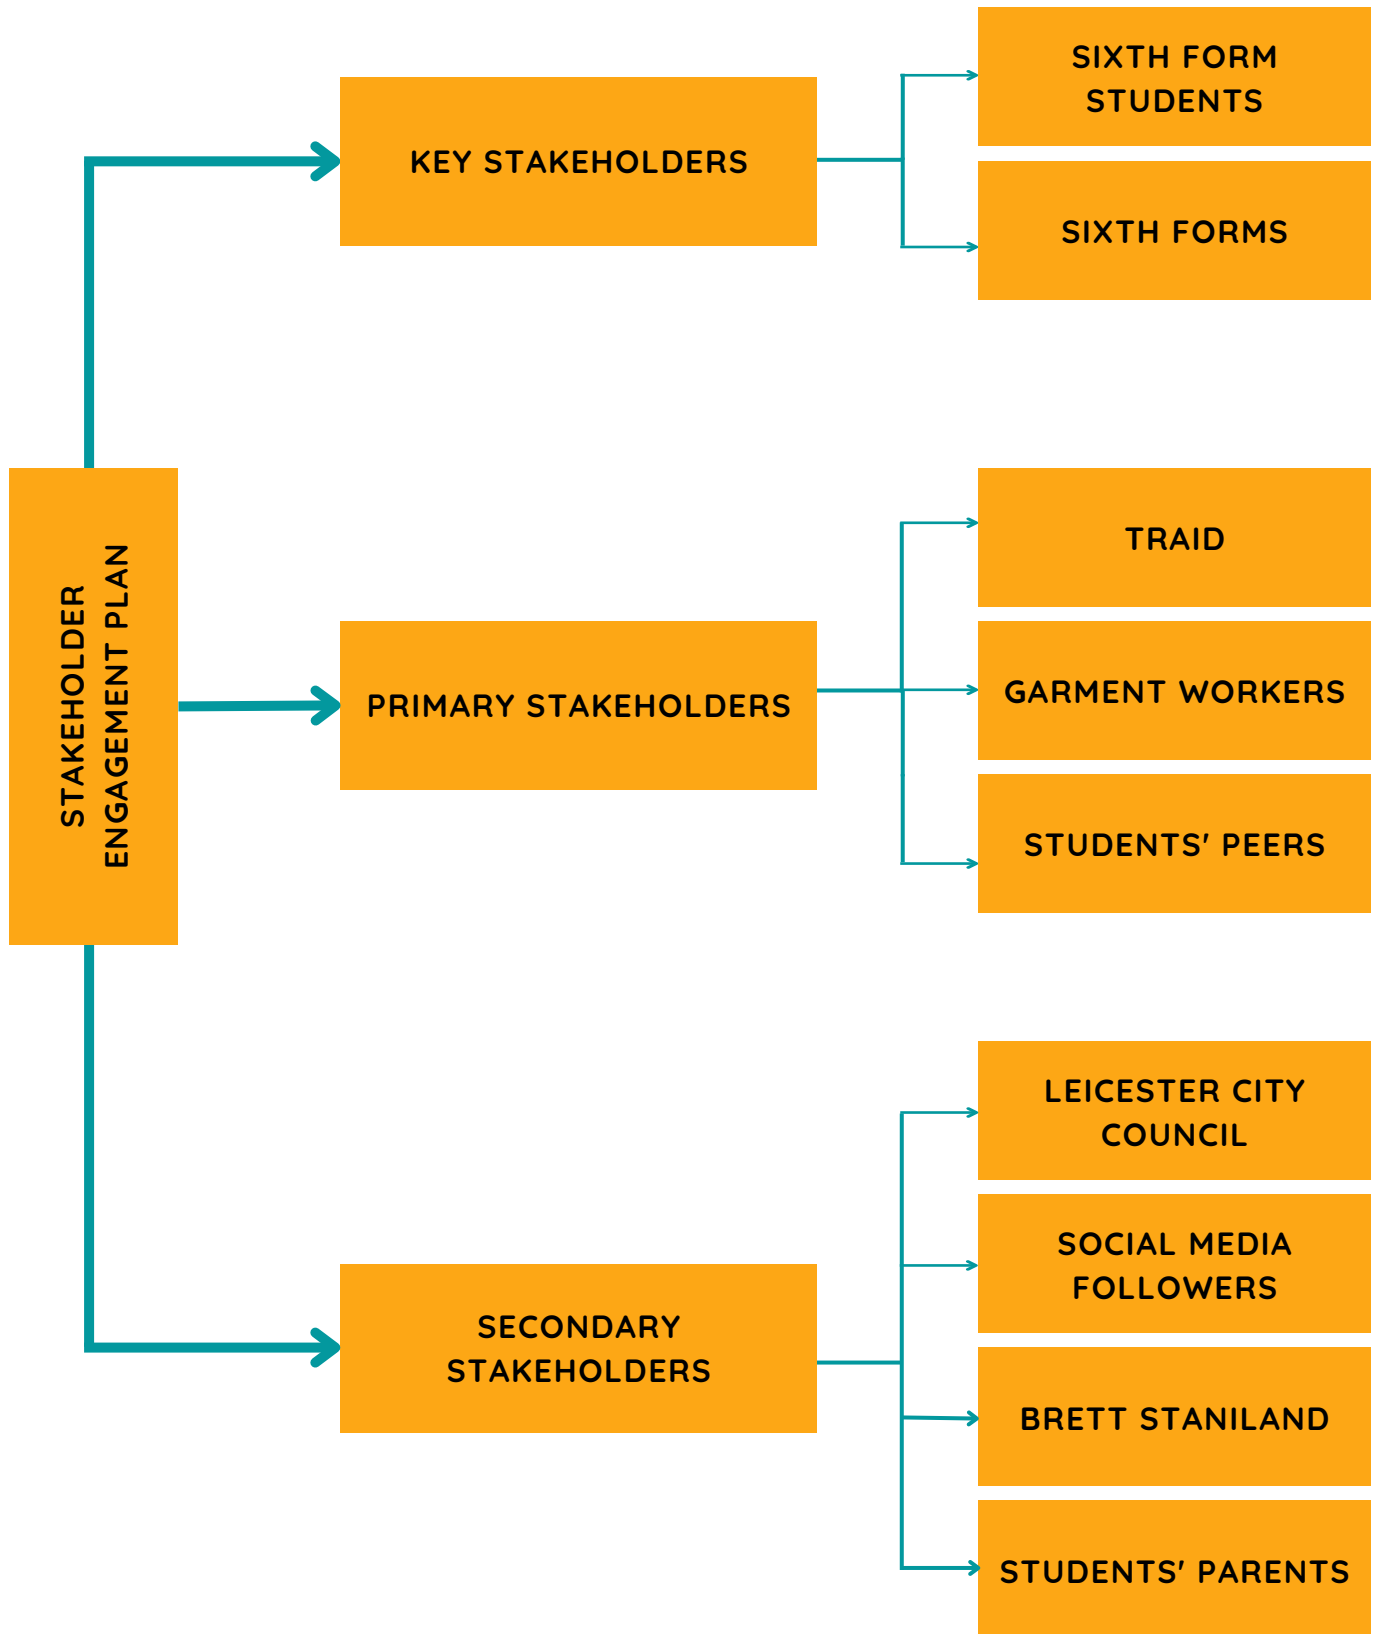 STAKEHOLDER
ENGAGEMENT PLAN
KEY STAKEHOLDERS
SIXTH FORM
STUDENTS
SIXTH FORMS
PRIMARY STAKEHOLDERS
TRAID
GARMENT WORKERS
STUDENTS' PEERS
SECONDARY
STAKEHOLDERS
LEICESTER CITY
COUNCIL
SOCIAL MEDIA
FOLLOWERS
BRETT STANILAND
STUDENTS' PARENTS